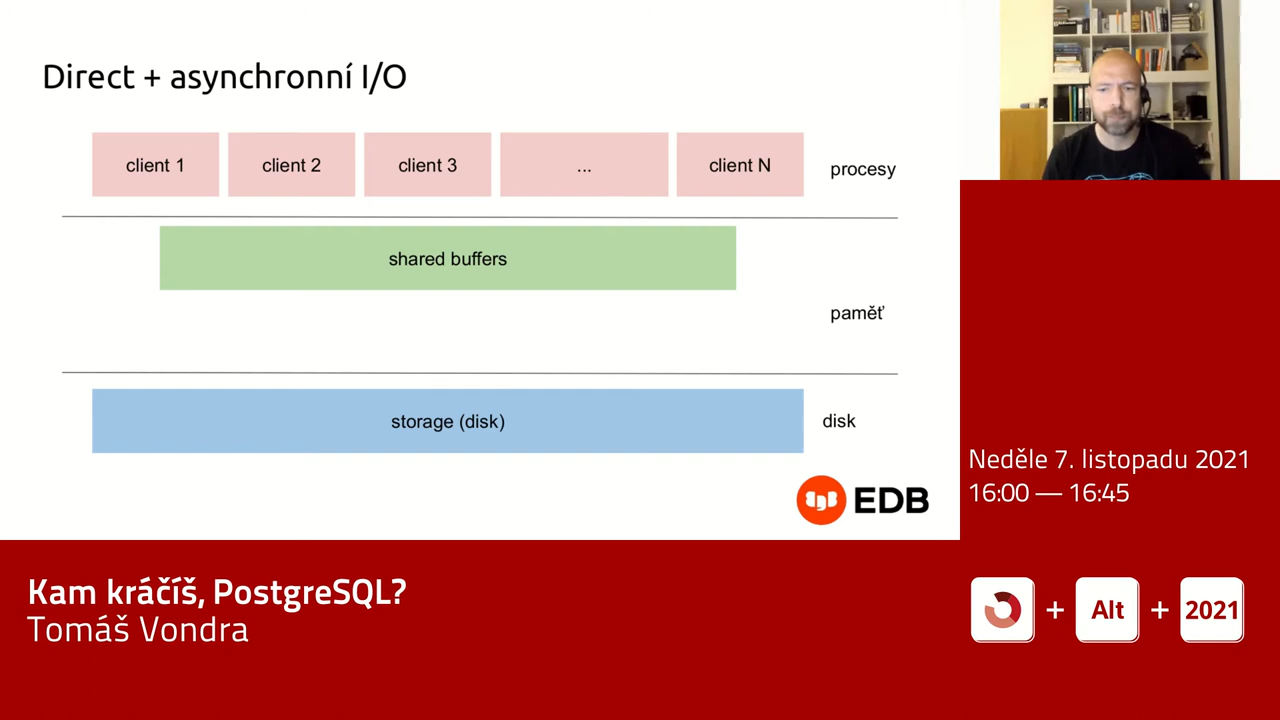 Direct + asynchronní I/O
client 1
client 2
client 3
...
client N
procesy
shared buffers
paměť
storage (disk)
disk
EDB
Neděle 7. listopadu 2021
16:00 — 16:45
Kam kráčíš, PostgreSQL?
Tomáš Vondra
+ Alt + 2021